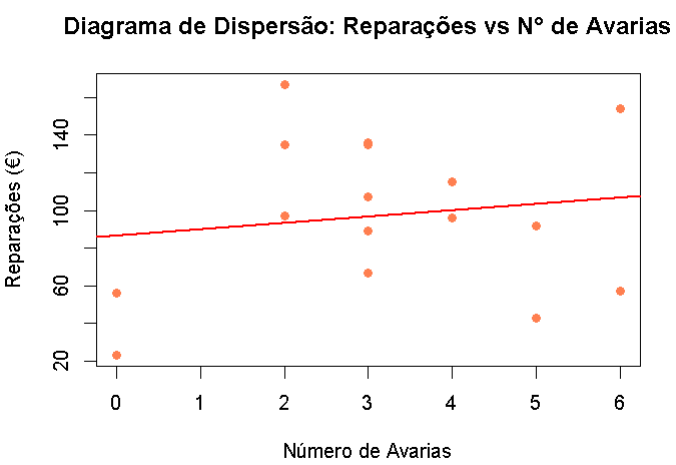 Diagrama de Dispersão: Reparações vs N° de Avarias
Reparações (€)
140
100
60
20
0 1 2 3 4 5 6
Número de Avarias